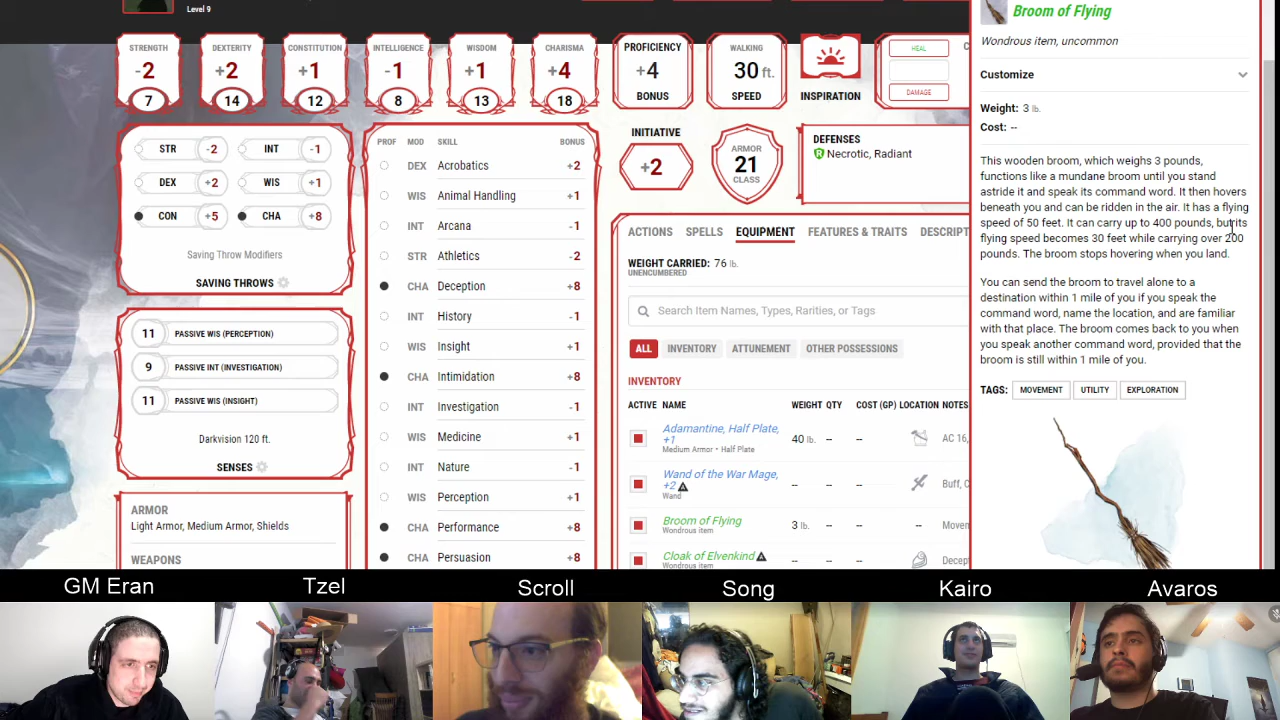 Level 9
STRENGTH
-2
7
DEXTERITY
+2
14
CONSTITUTION
+1
12
INTELLIGENCE
-1
8
WISDOM
+1
13
CHARISMA
+4
18
PROFICIENCY
+4
BONUS
WALKING
30 ft.
SPEED
INSPIRATION
HEAL
DAMAGE
STR -2
INT -1
DEX +2
WIS +1
CON +5
CHA +8
Saving Throw Modifiers
SAVING THROWS
11 PASSIVE WIS (PERCEPTION)
9 PASSIVE INT (INVESTIGATION)
11 PASSIVE WIS (INSIGHT)
Darkvision 120 ft.
SENSES
ARMOR
Light Armor, Medium Armor, Shields
WEAPONS
PROF MOD SKILL BONUS
DEX Acrobatics +2
WIS Animal Handling +1
INT Arcana -1
STR Athletics -2
CHA Deception +8
INT History -1
WIS Insight +1
CHA Intimidation +8
INT Investigation -1
WIS Medicine +1
INT Nature -1
WIS Perception +1
CHA Performance +8
CHA Persuasion +8
INITIATIVE
+2
ARMOR
21
CLASS
DEFENSES
R Necrotic, Radiant
ACTIONS SPELLS EQUIPMENT FEATURES & TRAITS DESCRIPT
WEIGHT CARRIED: 76 lb.
UNENCUMBERED
Search Item Names, Types, Rarities, or Tags
ALL INVENTORY ATTUNEMENT OTHER POSSESSIONS
INVENTORY
ACTIVE NAME WEIGHT QTY COST (GP) LOCATION NOTES
Adamantine, Half Plate,
+1
Medium Armor • Half Plate
40 lb. -- -- AC 16,
Wand of the War Mage,
+2
Wand
-- -- -- Buff, C
Broom of Flying
Wondrous item
3 lb. -- -- -- Movem
Cloak of Elvenkind
Wondrous item
-- -- -- Decept
Broom of Flying
Wondrous item, uncommon
Customize
Weight: 3 lb.
Cost: --
This wooden broom, which weighs 3 pounds,
functions like a mundane broom until you stand
astride it and speak its command word. It then hovers
beneath you and can be ridden in the air. It has a flying
speed of 50 feet. It can carry up to 400 pounds, but its
flying speed becomes 30 feet while carrying over 200
pounds. The broom stops hovering when you land.
You can send the broom to travel alone to a
destination within 1 mile of you if you speak the
command word, name the location, and are familiar
with that place. The broom comes back to you when
you speak another command word, provided that the
broom is still within 1 mile of you.
TAGS: MOVEMENT UTILITY EXPLORATION
GM Eran
Tzel
Scroll
Song
Kairo
Avaros